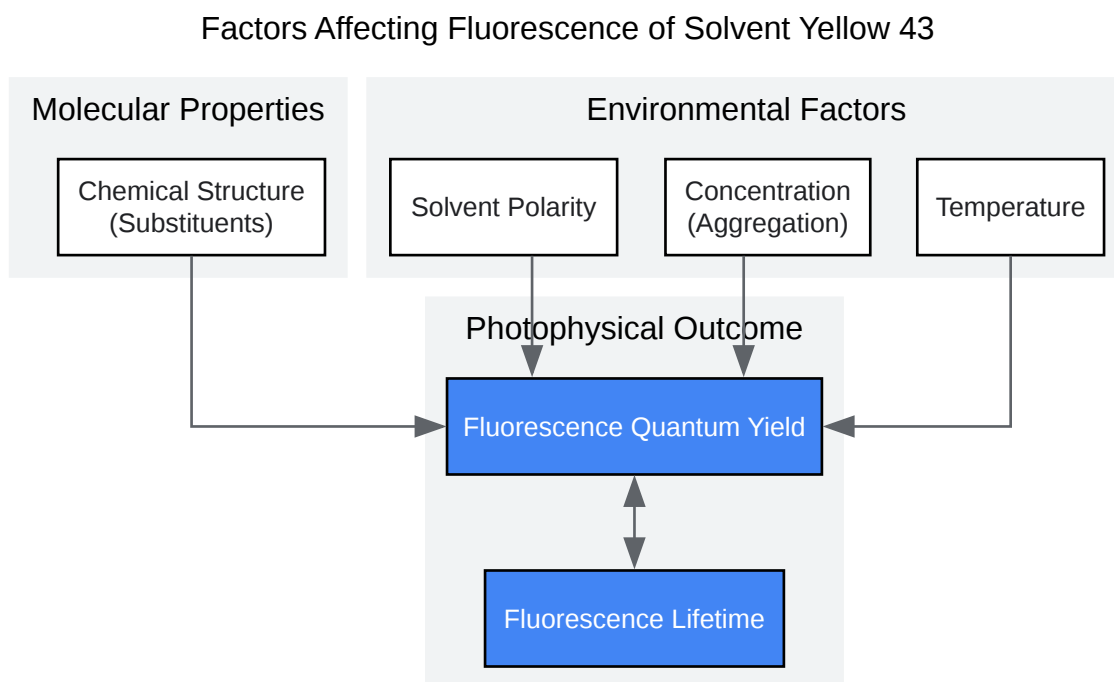 Factors Affecting Fluorescence of Solvent Yellow 43
Molecular Properties
Environmental Factors
Chemical Structure
(Substituents)
Solvent Polarity
Concentration
(Aggregation)
Temperature
Photophysical Outcome
Fluorescence Quantum Yield
Fluorescence Lifetime